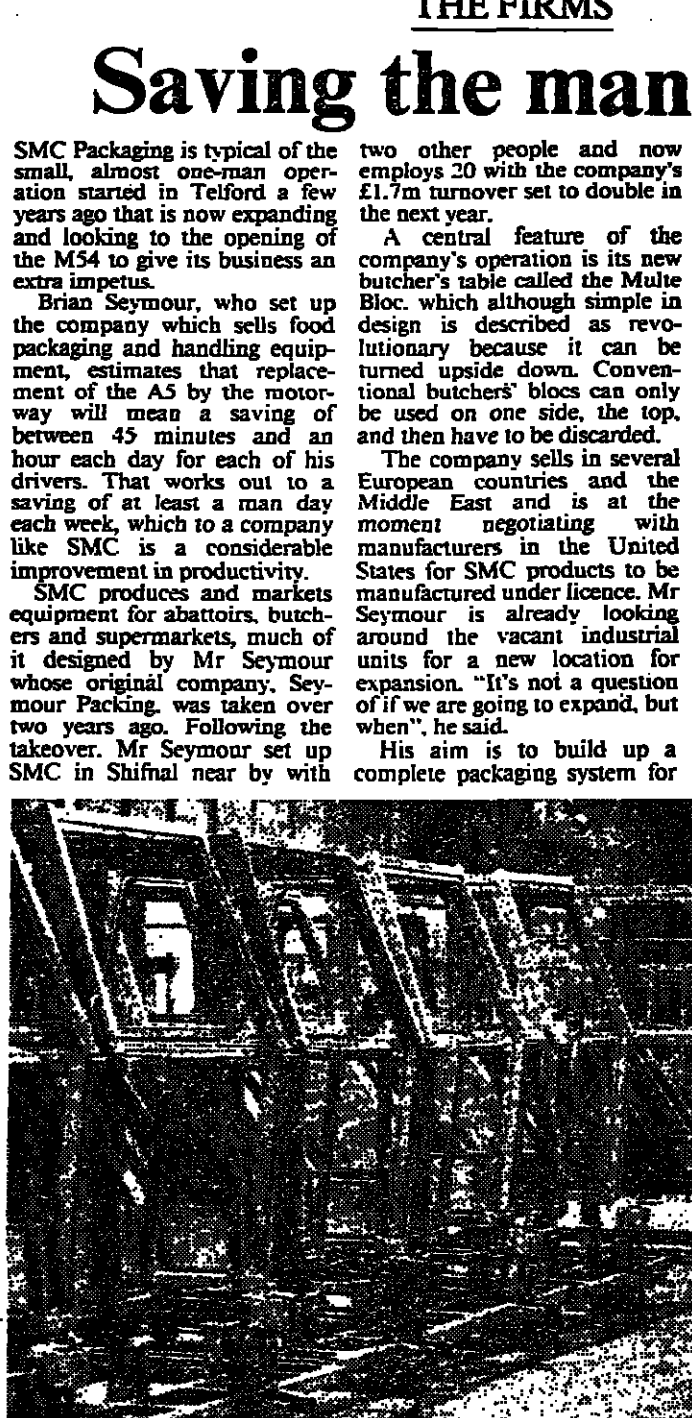 THE FIRMS
Saving the man
SMC Packaging is typical of the
small, almost one-man oper-
ation started in Telford a few
years ago that is now expanding
and looking to the opening of
the M54 to give its business an
extra impetus.
Brian Seymour, who set up
the company which sells food
packaging and handling equip-
ment, estimates that replace-
ment of the A5 by the motor-
way will mean a saving of
between 45 minutes and an
hour each day for each of his
drivers. That works out to a
saving of at least a man day
each week, which to a company
like SMC is a considerable
improvement in productivity.
SMC produces and markets
equipment for abattoirs, butch-
ers and supermarkets, much of
it designed by Mr Seymour
whose original company, Sey-
mour Packing, was taken over
two years ago. Following the
takeover. Mr Seymour set up
SMC in Shifnal near by with
two other people and now
employs 20 with the company's
£1.7m turnover set to double in
the next year.
A central feature of the
company's operation is its new
butcher's table called the Multe
Bloc. which although simple in
design is described as revo-
lutionary because it can be
turned upside down. Conven-
tional butchers' blocs can only
be used on one side, the top,
and then have to be discarded.
The company sells in several
European countries and the
Middle East and is at the
moment negotiating with
manufacturers in the United
States for SMC products to be
manufactured under licence. Mr
Seymour is already looking
around the vacant industrial
units for a new location for
expansion. "It's not a question
of if we are going to expand, but
when", he said.
His aim is to build up a
complete packaging system for